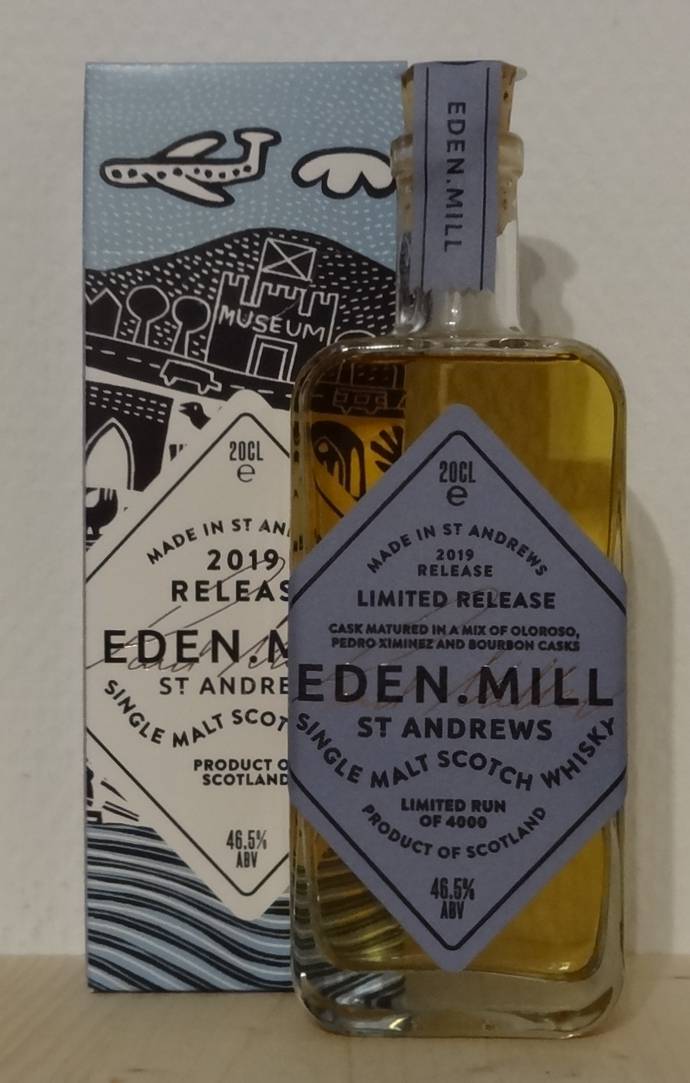 MUSEUM
20CL
e
MADE IN ST AN
2019
RELEAS
EDEN.M
ST ANDRE
SINGLE MALT SCOT
PRODUCT O
SCOTLAND
46.5%
ABV
EDEN.MILL
20CL
e
MADE IN ST ANDREWS
2019
RELEASE
LIMITED RELEASE
CASK MATURED IN A MIX OF OLOROSO,
PEDRO XIMINEZ AND BOURBON CASKS
EDEN.MILL
ST ANDREWS
SINGLE MALT SCOTCH WHISKY
LIMITED RUN
OF 4000
PRODUCT OF SCOTLAND
46.5%
ABV